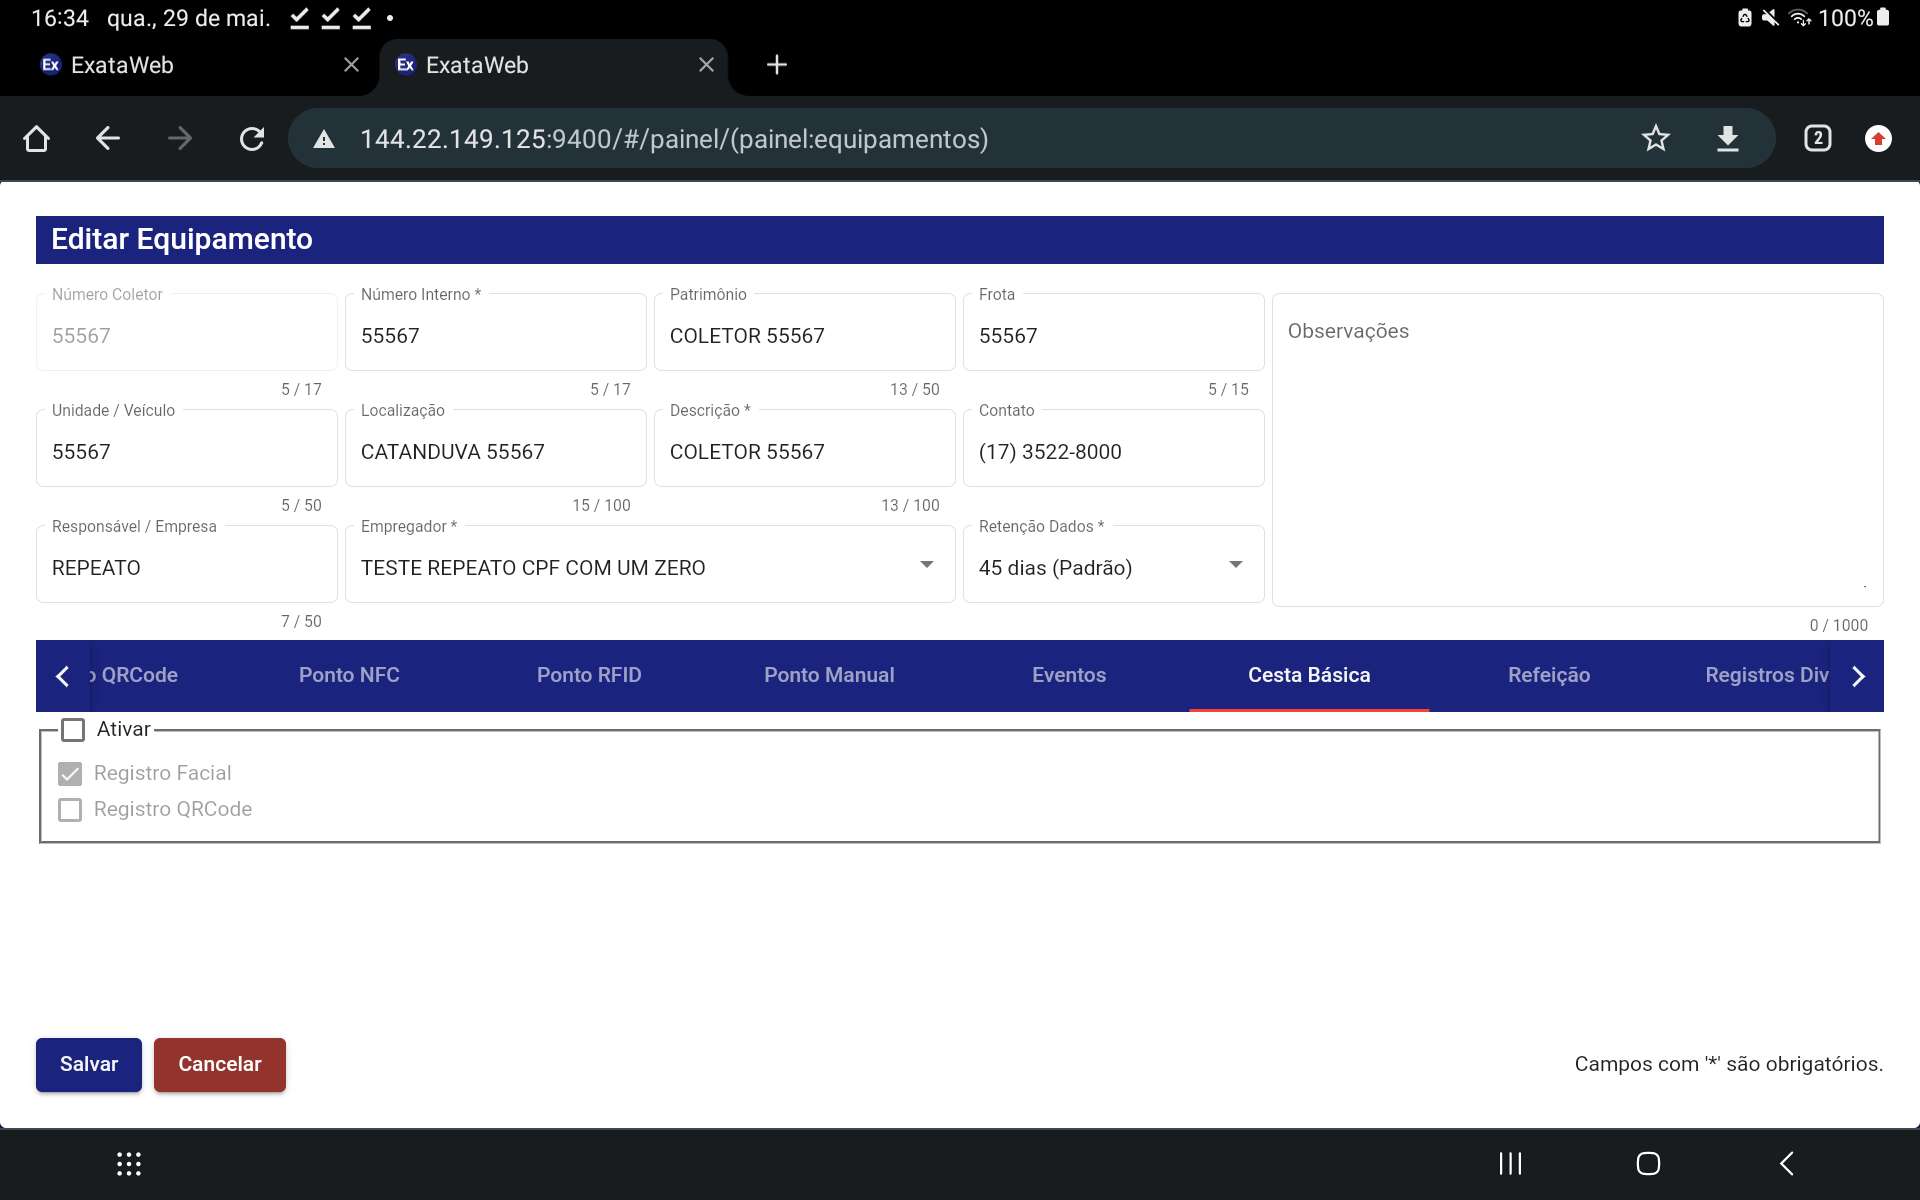 16:34 qua., 29 de mai.
100%
Ex ExataWeb
Ex ExataWeb
144.22.149.125:9400/#/painel/(painel:equipamentos)
2
Editar Equipamento
Número Coletor
55567
5 / 17
Número Interno *
55567
5 / 17
Patrimônio
COLETOR 55567
13 / 50
Frota
55567
5 / 15
Observações
0 / 1000
Unidade / Veículo
55567
5 / 50
Localização
CATANDUVA 55567
15 / 100
Descrição *
COLETOR 55567
13 / 100
Contato
(17) 3522-8000
Responsável / Empresa
REPEATO
7 / 50
Empregador *
TESTE REPEATO CPF COM UM ZERO
Retenção Dados *
45 dias (Padrão)
o QRCode
Ponto NFC
Ponto RFID
Ponto Manual
Eventos
Cesta Básica
Refeição
Registros Div
Ativar
Registro Facial
Registro QRCode
Salvar
Cancelar
Campos com '*' são obrigatórios.